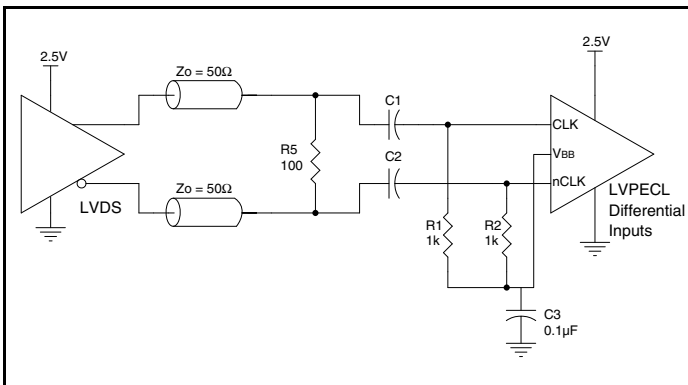 2.5V
2.5V
Zo = 50Ω
C1
CLK
R5
100
VBB
C2
Zo = 50Ω
nCLK
LVDS
LVPECL
Differential
Inputs
R1
1k
R2
1k
C3
0.1µF